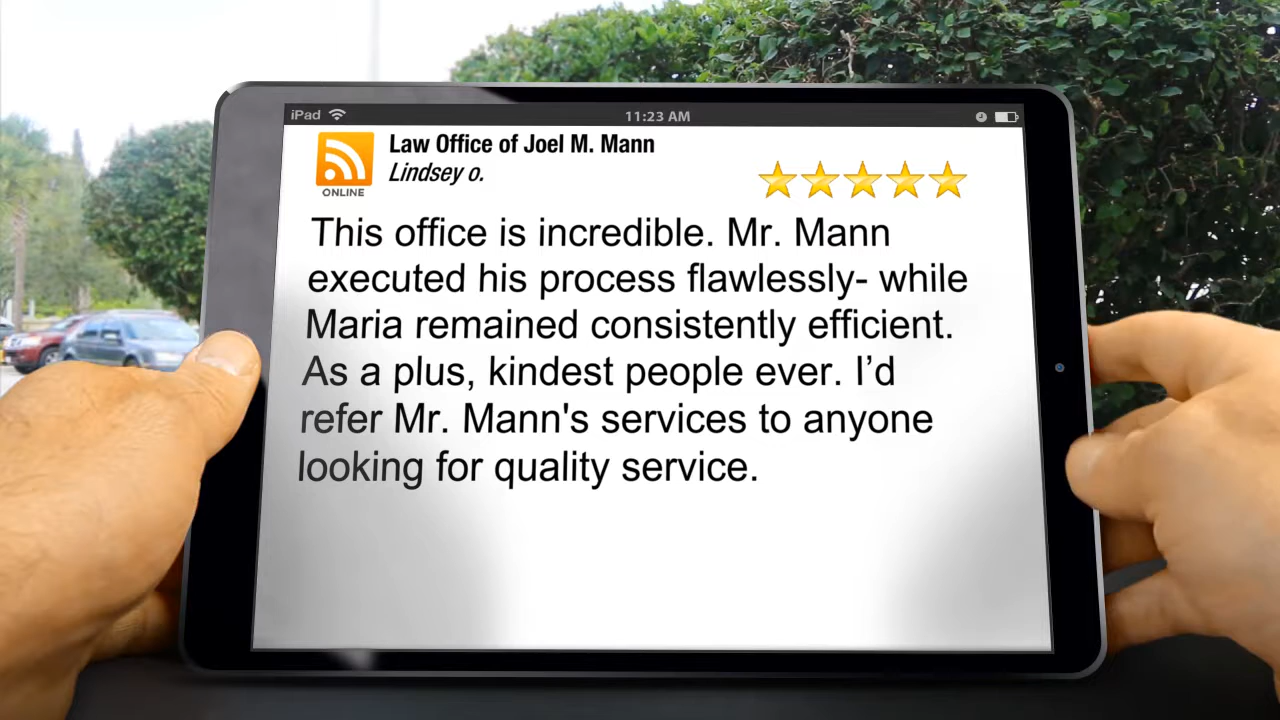 iPad 11:23 AM
Law Office of Joel M. Mann
Lindsey o.
ONLINE
This office is incredible. Mr. Mann
executed his process flawlessly- while
Maria remained consistently efficient.
As a plus, kindest people ever. I’d
refer Mr. Mann's services to anyone
looking for quality service.